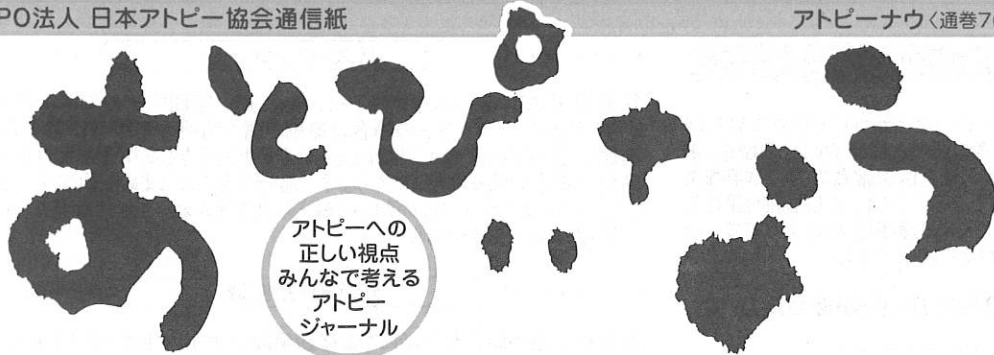 PO法人 日本アトピー協会通信紙
アトピーナウ〈通巻7
あとぴぃなう
アトピーへの
正しい視点
みんなで考える
アトピー
ジャーナル